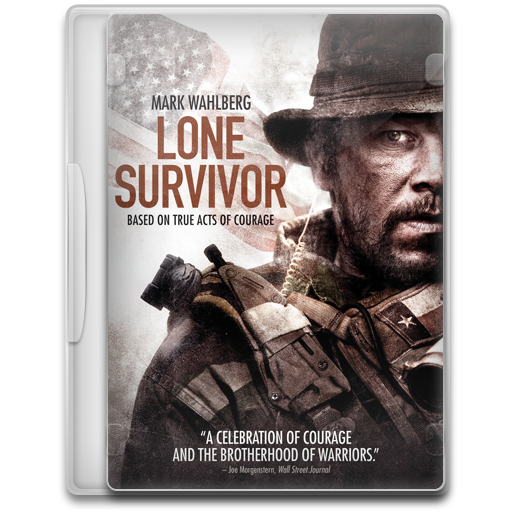 MARK WAHLBERG
LONE
SURVIVOR
BASED ON TRUE ACTS OF COURAGE
“A CELEBRATION OF COURAGE
AND THE BROTHERHOOD OF WARRIORS.”
– Joe Morgenstern, Wall Street Journal